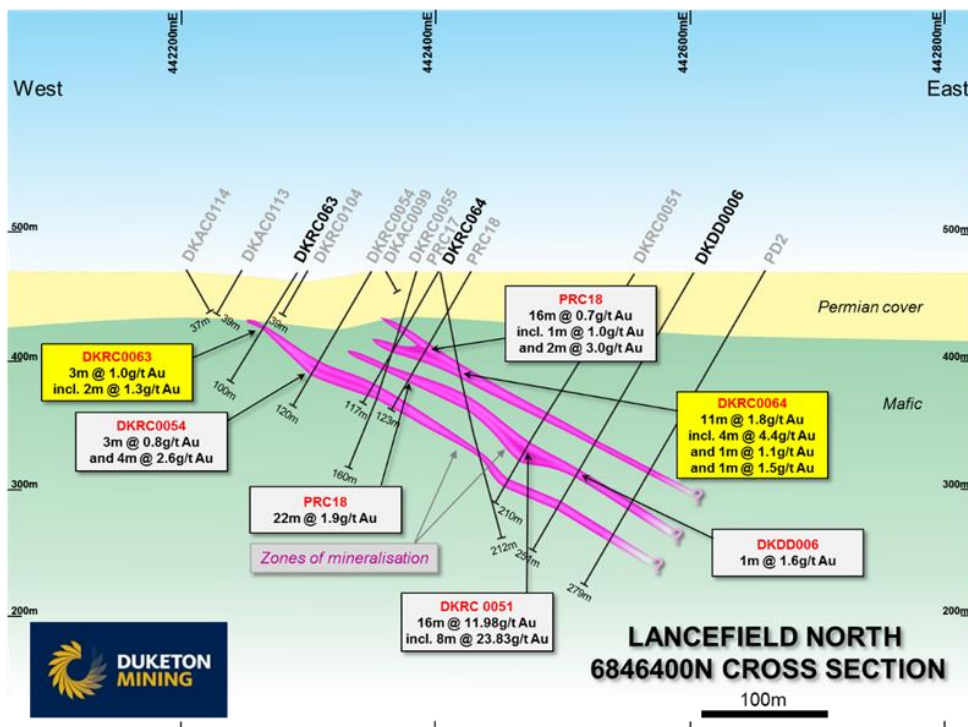 442200mE
442400mE
442600mE
442800mE
West
East
500m
500m
DKAC0114
DKAC0113
DKRC063
DKRC0104
DKRC0054
DKAC0099
DKRC0055
PRC17
DKRC064
PRC18
DKRC0051
DKDD0006
PD2
Permian cover
37m
39m
39m
PRC18
16m @ 0.7g/t Au
incl. 1m @ 1.0g/t Au
and 2m @ 3.0g/t Au
400m
400m
DKRC0063
3m @ 1.0g/t Au
incl. 2m @ 1.3g/t Au
100m
120m
117m
123m
Mafic
DKRC0064
11m @ 1.8g/t Au
incl. 4m @ 4.4g/t Au
and 1m @ 1.1g/t Au
and 1m @ 1.5g/t Au
DKRC0054
3m @ 0.8g/t Au
and 4m @ 2.6g/t Au
160m
300m
300m
PRC18
22m @ 1.9g/t Au
210m
212m
251m
279m
Zones of mineralisation
DKDD006
1m @ 1.6g/t Au
DKRC 0051
16m @ 11.98g/t Au
incl. 8m @ 23.83g/t Au
200m
200m
DUKETON
MINING
LANCEFIELD NORTH
6846400N CROSS SECTION
100m